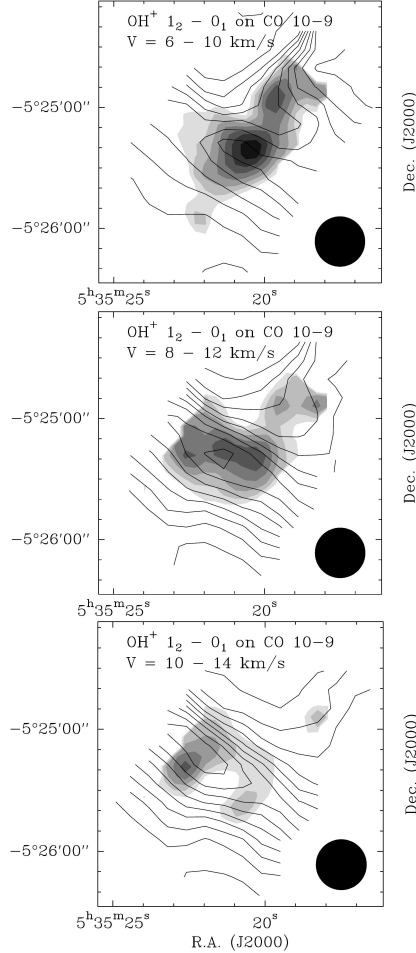 OH⁺ 1₂ − 0₁ on CO 10−9
V = 6 − 10 km/s
−5°25′00″
Dec. (J2000)
−5°26′00″
5ʰ35ᵐ25ˢ 20ˢ
OH⁺ 1₂ − 0₁ on CO 10−9
V = 8 − 12 km/s
−5°25′00″
Dec. (J2000)
−5°26′00″
5ʰ35ᵐ25ˢ 20ˢ
OH⁺ 1₂ − 0₁ on CO 10−9
V = 10 − 14 km/s
−5°25′00″
Dec. (J2000)
−5°26′00″
5ʰ35ᵐ25ˢ 20ˢ
R.A. (J2000)